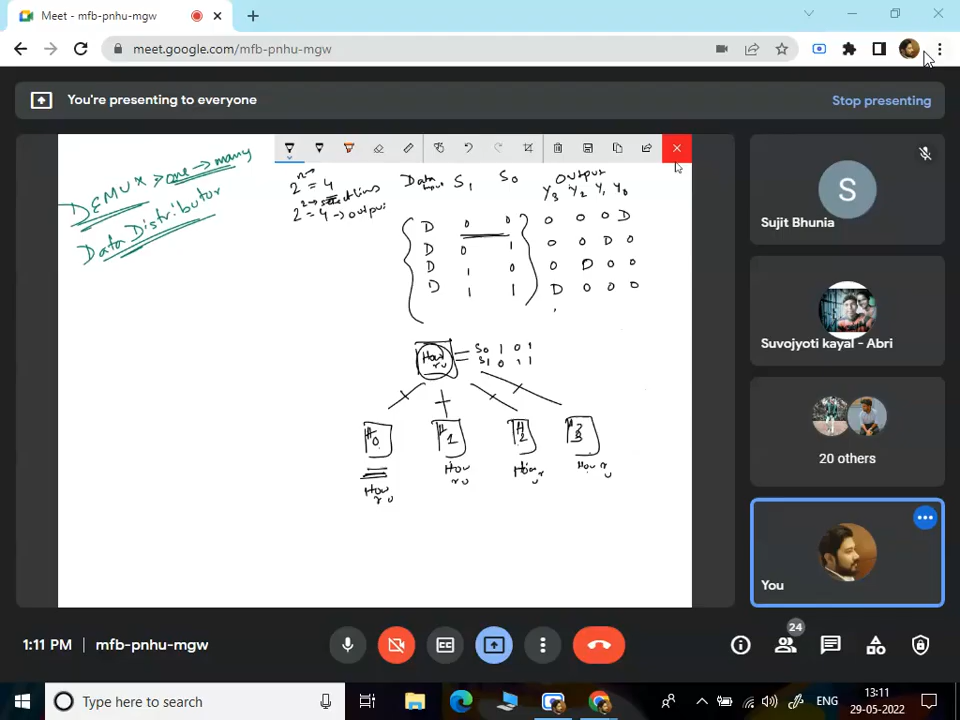 Meet - mfb-pnhu-mgw
meet.google.com/mfb-pnhu-mgw
You're presenting to everyone
Stop presenting
DEMUX > one → many
Data Distributor
2ⁿ = 4
2² = 4 → output
select lines
Data S₁ S₀ Output
Y₃ Y₂ Y₁ Y₀
D 0 0 0 0 0 D
D 0 1 0 0 D 0
D 1 0 0 D 0 0
D 1 1 D 0 0 0
How r u
S₀ 1 0 1
S₁ 0 1 1
0 1 2 3
How r u
How r u
How r u
How r u
S
Sujit Bhunia
Suvojyoti kayal - Abri
20 others
You
1:11 PM mfb-pnhu-mgw
CC
24
Type here to search
ENG
13:11
29-05-2022